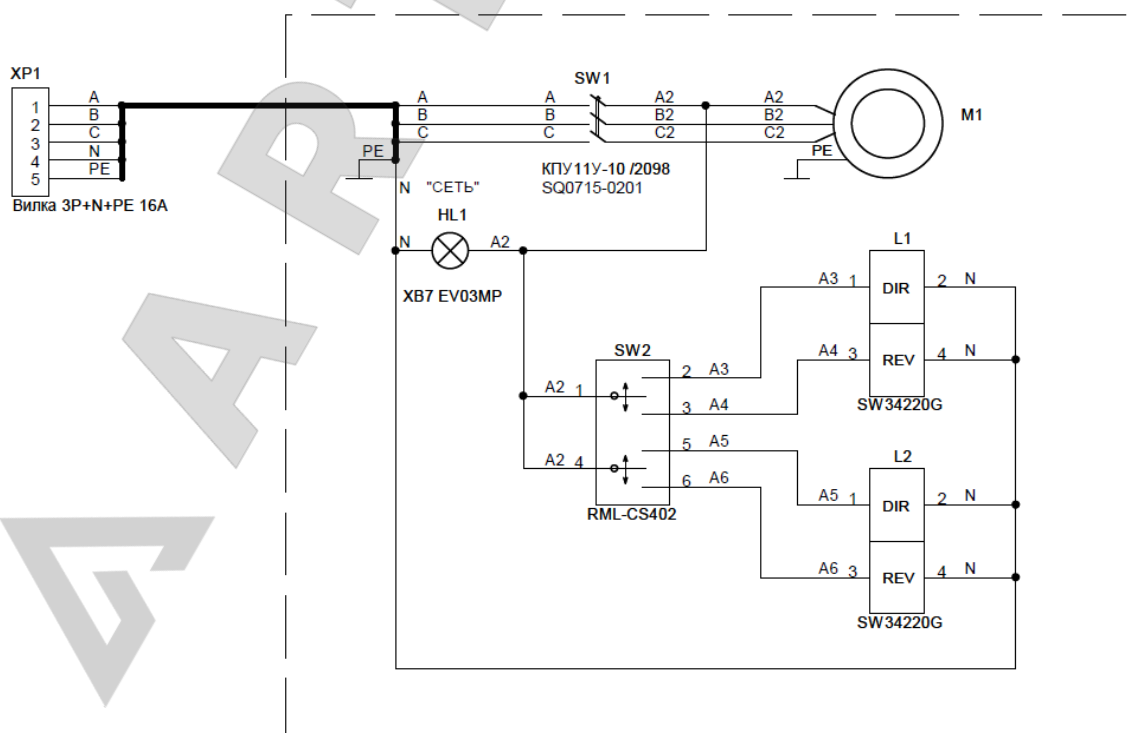 XP1
1 A
2 B
3 C
4 N
5 PE
Вилка 3P+N+PE 16A
A A SW1 A2 A2
B B B2 B2
C C C2 C2
PE
PE
M1
КПУ11У-10 /2098
SQ0715-0201
N "СЕТЬ"
HL1
N A2
XB7 EV03MP
L1
A3 1 DIR 2 N
A4 3 REV 4 N
SW34220G
SW2
A2 1 2 A3
3 A4
A2 4 5 A5
6 A6
RML-CS402
L2
A5 1 DIR 2 N
A6 3 REV 4 N
SW34220G